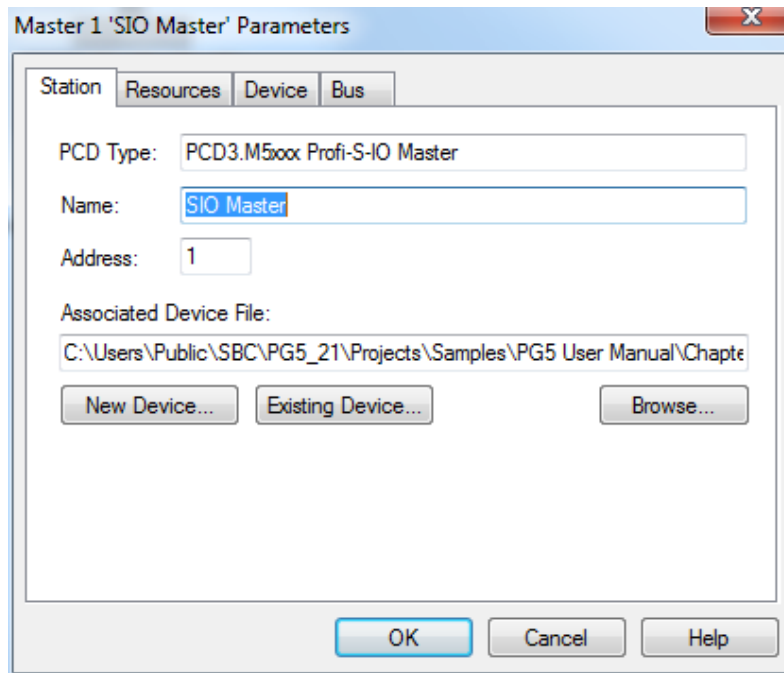 Master 1 'SIO Master' Parameters
Station Resources Device Bus
PCD Type: PCD3.M5xxx Profi-S-IO Master
Name: SIO Master
Address: 1
Associated Device File:
C:\Users\Public\SBC\PG5_21\Projects\Samples\PG5 User Manual\Chapte
New Device... Existing Device... Browse...
OK Cancel Help